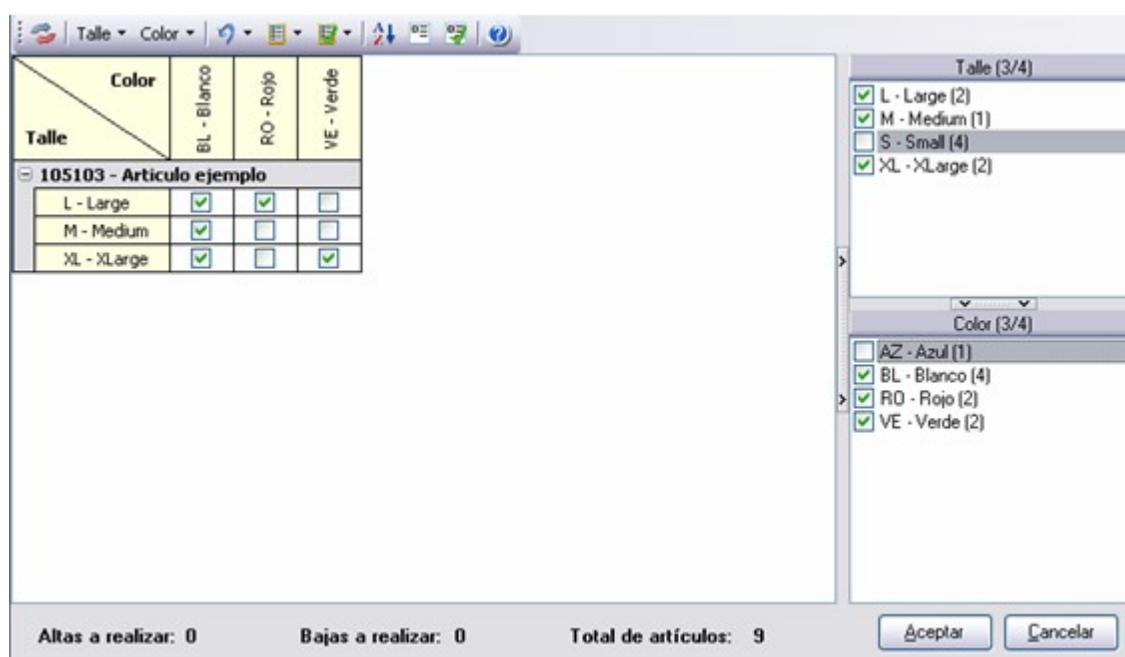 Talle Color
Color
Talle
BL - Blanco
RO - Rojo
VE - Verde
105103 - Articulo ejemplo
L - Large
M - Medium
XL - XLarge
Talle (3/4)
L - Large (2)
M - Medium (1)
S - Small (4)
XL - XLarge (2)
Color (3/4)
AZ - Azul (1)
BL - Blanco (4)
RO - Rojo (2)
VE - Verde (2)
Altas a realizar: 0 Bajas a realizar: 0 Total de artículos: 9 Aceptar Cancelar